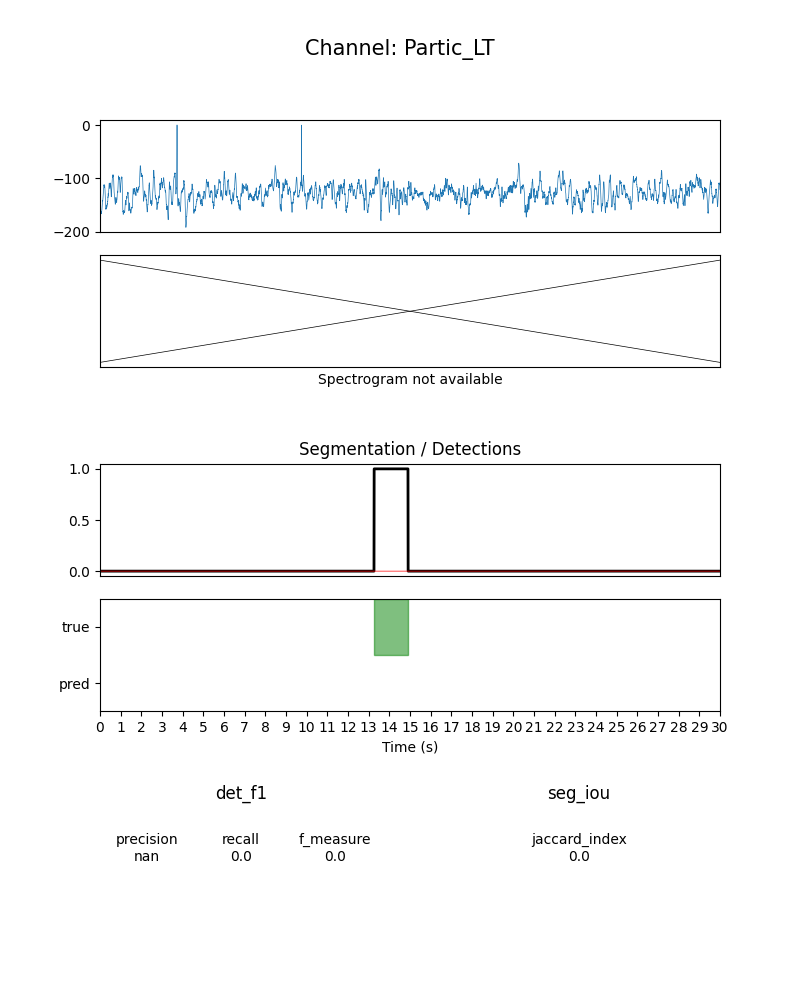 Channel: Partic_LT
0
−100
−200
Spectrogram not available
Segmentation / Detections
1.0
0.5
0.0
true
pred
0 1 2 3 4 5 6 7 8 9 10 11 12 13 14 15 16 17 18 19 20 21 22 23 24 25 26 27 28 29 30
Time (s)
det_f1 seg_iou
precision recall f_measure jaccard_index
nan 0.0 0.0 0.0